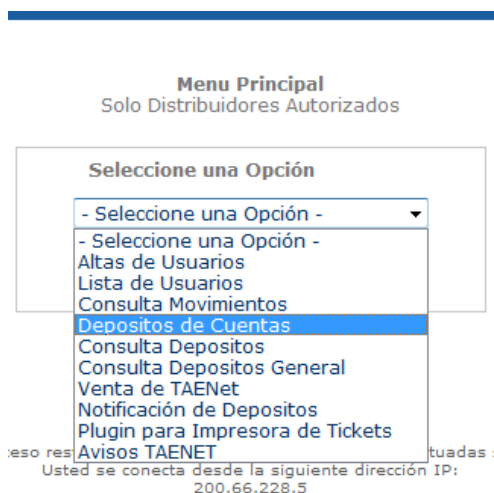 Menu Principal
Solo Distribuidores Autorizados
Seleccione una Opción
- Seleccione una Opción -
- Seleccione una Opción -
Altas de Usuarios
Lista de Usuarios
Consulta Movimientos
Depositos de Cuentas
Consulta Depositos
Consulta Depositos General
Venta de TAENet
Notificación de Depositos
Plugin para Impresora de Tickets
Avisos TAENET
Usted se conecta desde la siguiente dirección IP:
200.66.228.5